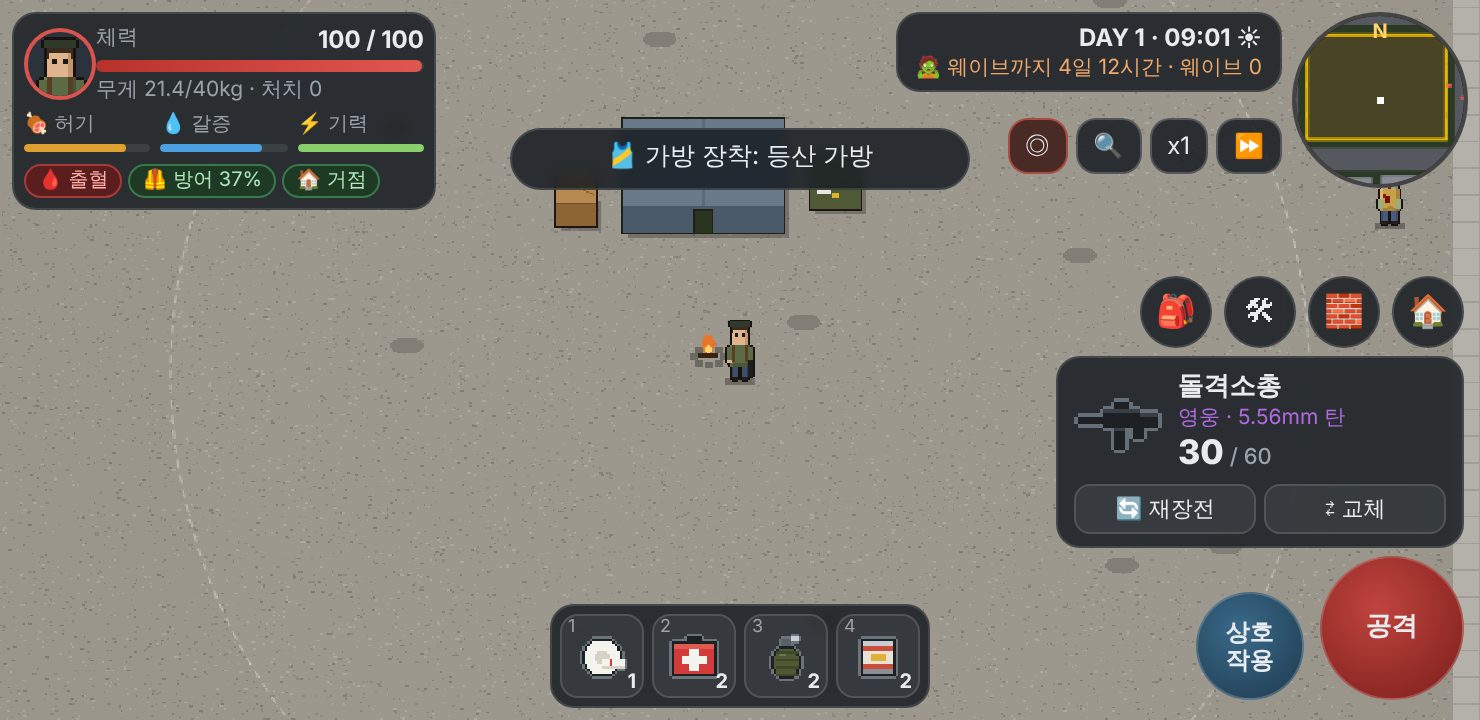 체력
100 / 100
무게 21.4/40kg · 처치 0
허기
갈증
기력
출혈
방어 37%
거점
가방 장착: 등산 가방
DAY 1 · 09:01
웨이브까지 4일 12시간 · 웨이브 0
x1
N
돌격소총
영웅 · 5.56mm 탄
30 / 60
재장전
교체
1
1
2
2
3
2
4
2
상호
작용
공격